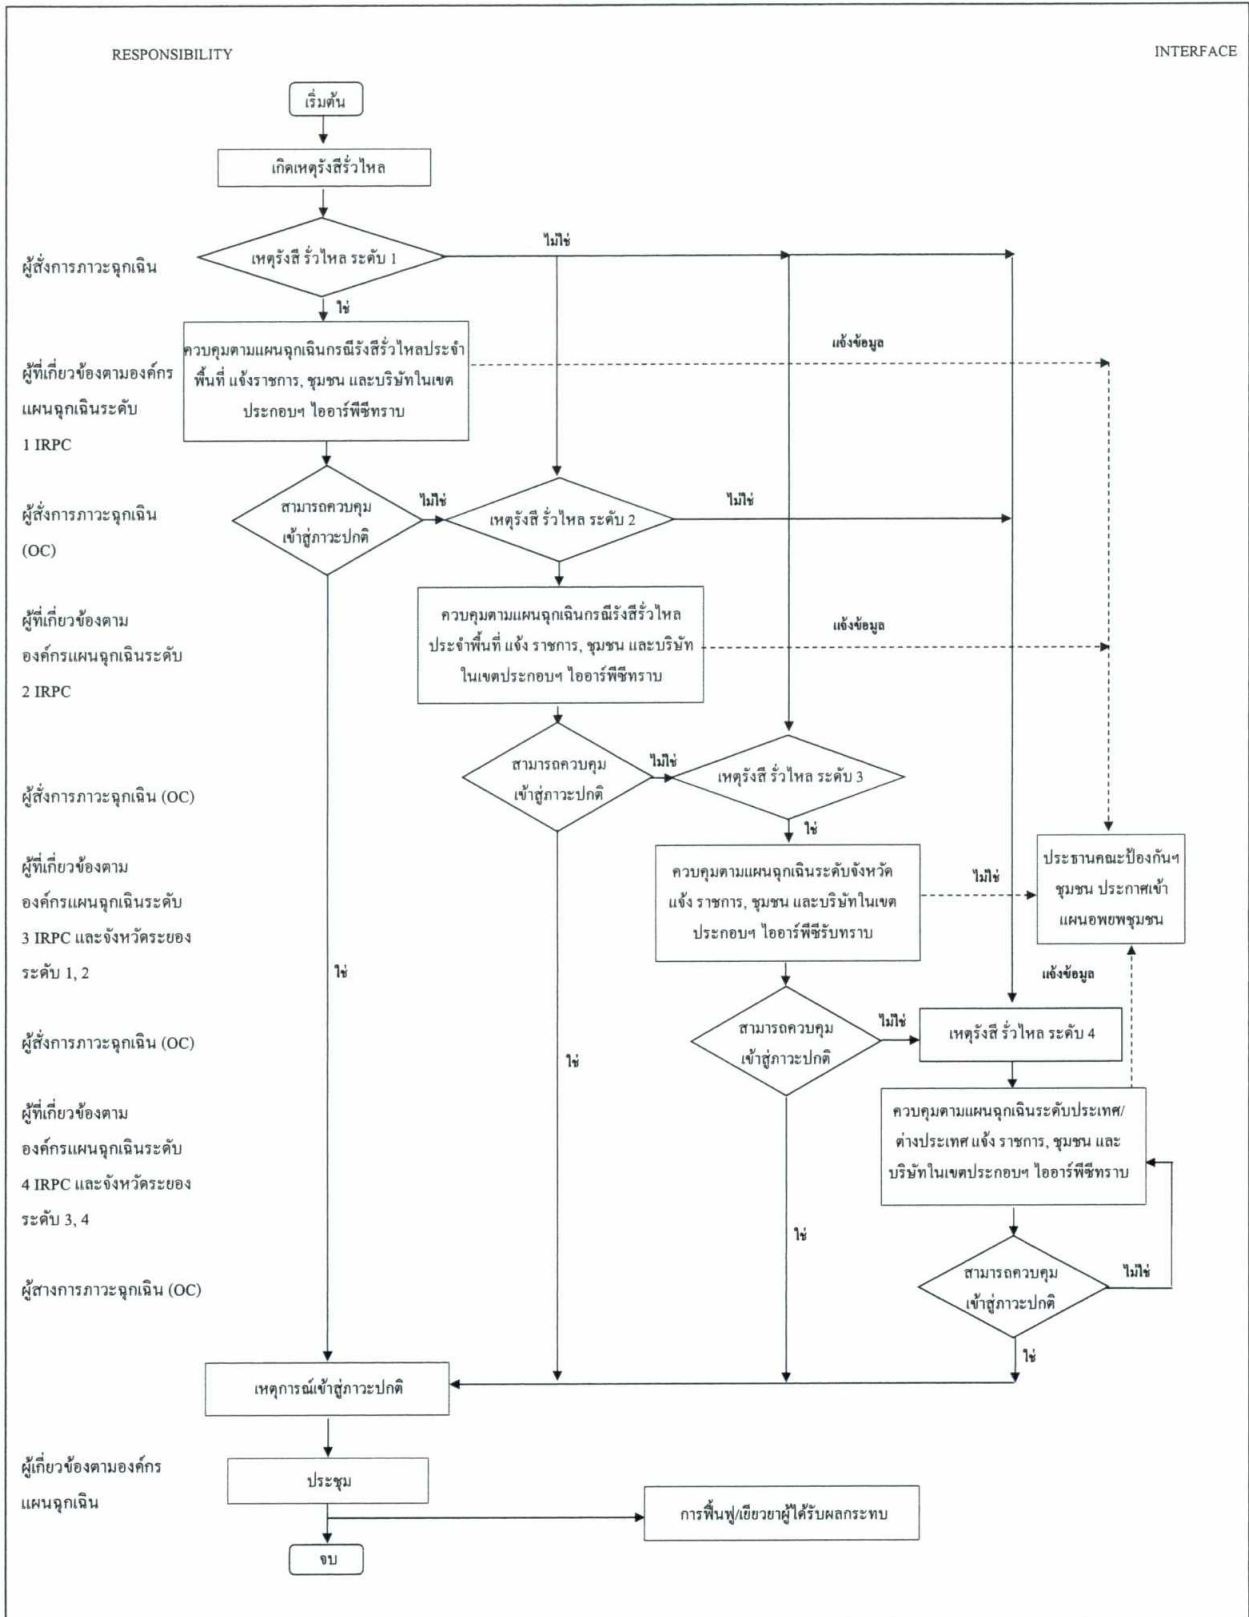 RESPONSIBILITY
INTERFACE
เริ่มต้น
เกิดเหตุรังสีรั่วไหล
ผู้สั่งการภาวะฉุกเฉิน
เหตุรังสี รั่วไหล ระดับ 1
ไม่ใช่
ใช่
ผู้ที่เกี่ยวข้องตามองค์กร
แผนฉุกเฉินระดับ
1 IRPC
ควบคุมตามแผนฉุกเฉินกรณีรังสีรั่วไหลประจำ
พื้นที่ แจ้งราชการ, ชุมชน และบริษัทในเขต
ประกอบฯ ไออาร์พีซีทราบ
แจ้งข้อมูล
ผู้สั่งการภาวะฉุกเฉิน
(OC)
สามารถควบคุม
เข้าสู่ภาวะปกติ
ไม่ใช่
เหตุรังสี รั่วไหล ระดับ 2
ไม่ใช่
ผู้ที่เกี่ยวข้องตาม
องค์กรแผนฉุกเฉินระดับ
2 IRPC
ควบคุมตามแผนฉุกเฉินกรณีรังสีรั่วไหล
ประจำพื้นที่ แจ้ง ราชการ, ชุมชน และบริษัท
ในเขตประกอบฯ ไออาร์พีซีทราบ
แจ้งข้อมูล
ผู้สั่งการภาวะฉุกเฉิน (OC)
สามารถควบคุม
เข้าสู่ภาวะปกติ
ไม่ใช่
เหตุรังสี รั่วไหล ระดับ 3
ใช่
ผู้ที่เกี่ยวข้องตาม
องค์กรแผนฉุกเฉินระดับ
3 IRPC และจังหวัดระยอง
ระดับ 1, 2
ควบคุมตามแผนฉุกเฉินระดับจังหวัด
แจ้ง ราชการ, ชุมชน และบริษัทในเขต
ประกอบฯ ไออาร์พีซีรับทราบ
ไม่ใช่
ประธานคณะป้องกันฯ
ชุมชน ประกาศเข้า
แผนอพยพชุมชน
ใช่
แจ้งข้อมูล
ผู้สั่งการภาวะฉุกเฉิน (OC)
สามารถควบคุม
เข้าสู่ภาวะปกติ
ไม่ใช่
เหตุรังสี รั่วไหล ระดับ 4
ใช่
ผู้ที่เกี่ยวข้องตาม
องค์กรแผนฉุกเฉินระดับ
4 IRPC และจังหวัดระยอง
ระดับ 3, 4
ควบคุมตามแผนฉุกเฉินระดับประเทศ/
ต่างประเทศ แจ้ง ราชการ, ชุมชน และ
บริษัทในเขตประกอบฯ ไออาร์พีซีทราบ
ใช่
ผู้สางการภาวะฉุกเฉิน (OC)
สามารถควบคุม
เข้าสู่ภาวะปกติ
ไม่ใช่
ใช่
เหตุการณ์เข้าสู่ภาวะปกติ
ผู้เกี่ยวข้องตามองค์กร
แผนฉุกเฉิน
ประชุม
การฟื้นฟู/เยียวยาผู้ได้รับผลกระทบ
จบ